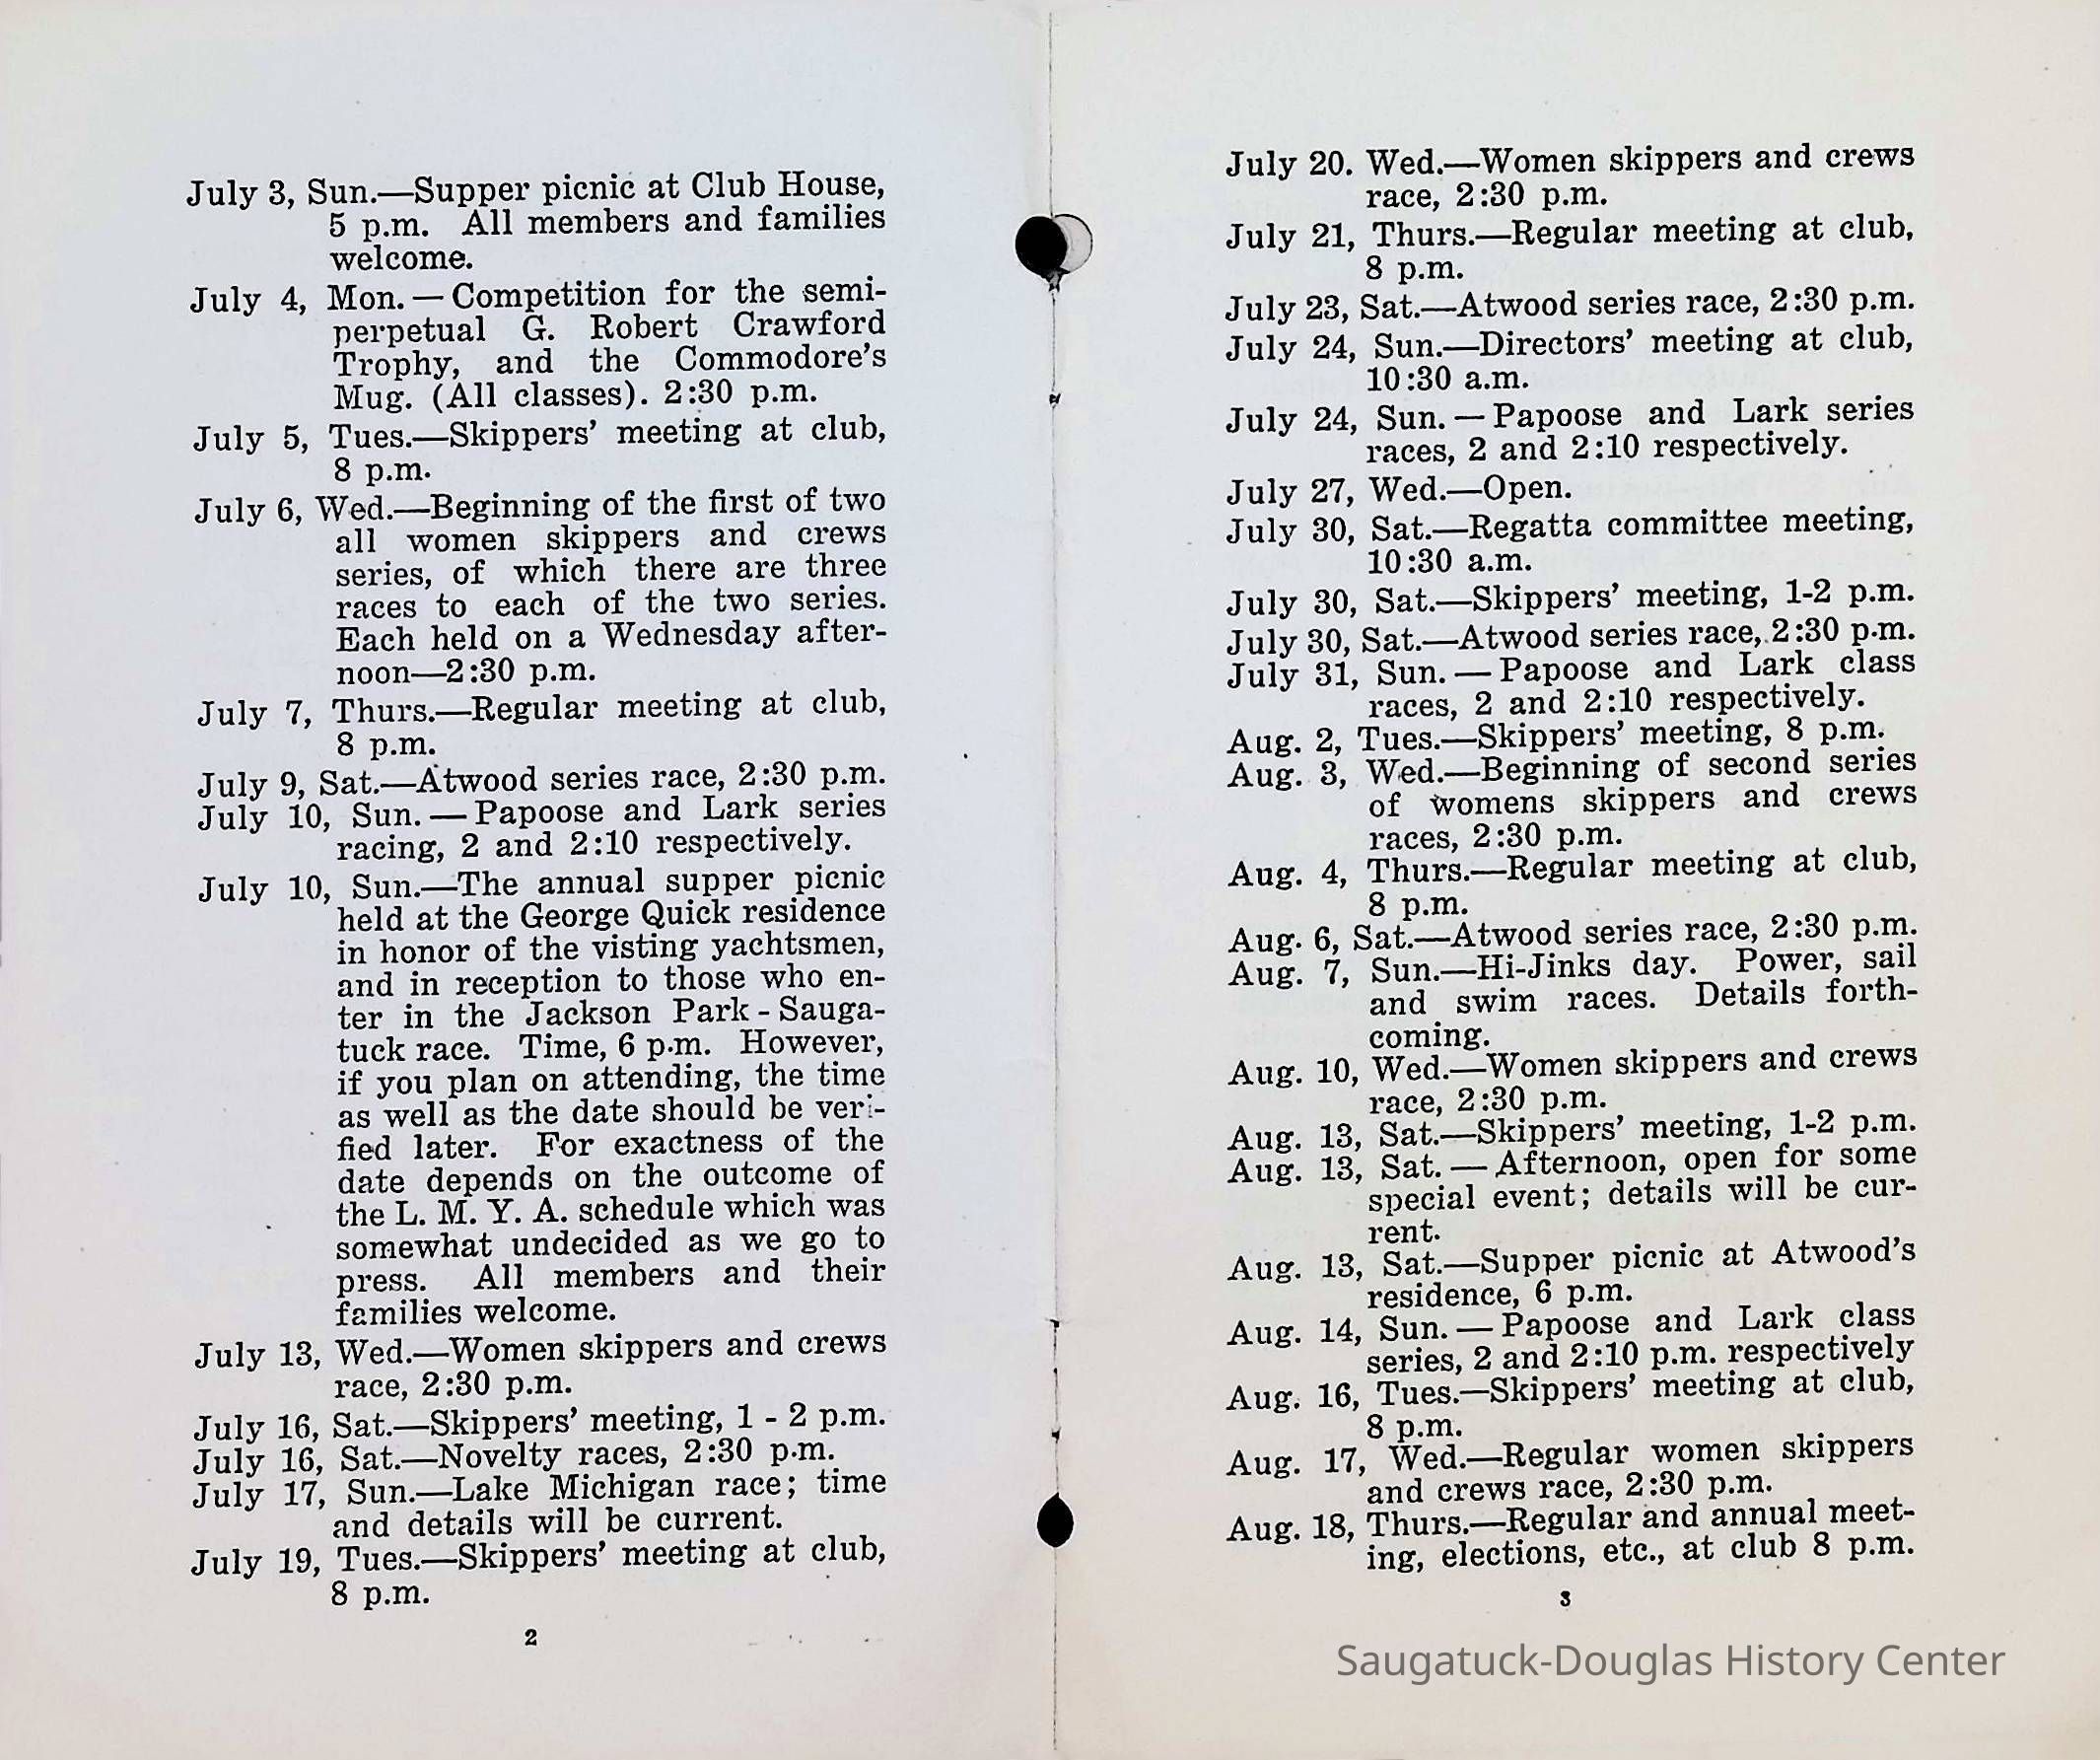 July 3, Sun.—Supper picnic at Club House,
5 p.m. All members and families
welcome.
July 4, Mon. — Competition for the semi-
perpetual G. Robert Crawford
Trophy, and the Commodore's
Mug. (All classes). 2:30 p.m.
July 5, Tues.—Skippers' meeting at club,
8 p.m.
July 6, Wed.—Beginning of the first of two
all women skippers and crews
series, of which there are three
races to each of the two series.
Each held on a Wednesday after-
noon—2:30 p.m.
July 7, Thurs.—Regular meeting at club,
8 p.m.
July 9, Sat.—Atwood series race, 2:30 p.m.
July 10, Sun. — Papoose and Lark series
racing, 2 and 2:10 respectively.
July 10, Sun.—The annual supper picnic
held at the George Quick residence
in honor of the visting yachtsmen,
and in reception to those who en-
ter in the Jackson Park - Sauga-
tuck race. Time, 6 p.m. However,
if you plan on attending, the time
as well as the date should be veri-
fied later. For exactness of the
date depends on the outcome of
the L. M. Y. A. schedule which was
somewhat undecided as we go to
press. All members and their
families welcome.
July 13, Wed.—Women skippers and crews
race, 2:30 p.m.
July 16, Sat.—Skippers' meeting, 1 - 2 p.m.
July 16, Sat.—Novelty races, 2:30 p.m.
July 17, Sun.—Lake Michigan race; time
and details will be current.
July 19, Tues.—Skippers' meeting at club,
8 p.m.
2
July 20. Wed.—Women skippers and crews
race, 2:30 p.m.
July 21, Thurs.—Regular meeting at club,
8 p.m.
July 23, Sat.—Atwood series race, 2:30 p.m.
July 24, Sun.—Directors' meeting at club,
10:30 a.m.
July 24, Sun. — Papoose and Lark series
races, 2 and 2:10 respectively.
July 27, Wed.—Open.
July 30, Sat.—Regatta committee meeting,
10:30 a.m.
July 30, Sat.—Skippers' meeting, 1-2 p.m.
July 30, Sat.—Atwood series race, 2:30 p.m.
July 31, Sun. — Papoose and Lark class
races, 2 and 2:10 respectively.
Aug. 2, Tues.—Skippers' meeting, 8 p.m.
Aug. 3, Wed.—Beginning of second series
of womens skippers and crews
races, 2:30 p.m.
Aug. 4, Thurs.—Regular meeting at club,
8 p.m.
Aug. 6, Sat.—Atwood series race, 2:30 p.m.
Aug. 7, Sun.—Hi-Jinks day. Power, sail
and swim races. Details forth-
coming.
Aug. 10, Wed.—Women skippers and crews
race, 2:30 p.m.
Aug. 13, Sat.—Skippers' meeting, 1-2 p.m.
Aug. 13, Sat. — Afternoon, open for some
special event; details will be cur-
rent.
Aug. 13, Sat.—Supper picnic at Atwood's
residence, 6 p.m.
Aug. 14, Sun. — Papoose and Lark class
series, 2 and 2:10 p.m. respectively
Aug. 16, Tues.—Skippers' meeting at club,
8 p.m.
Aug. 17, Wed.—Regular women skippers
and crews race, 2:30 p.m.
Aug. 18, Thurs.—Regular and annual meet-
ing, elections, etc., at club 8 p.m.
3
Saugatuck-Douglas History Center